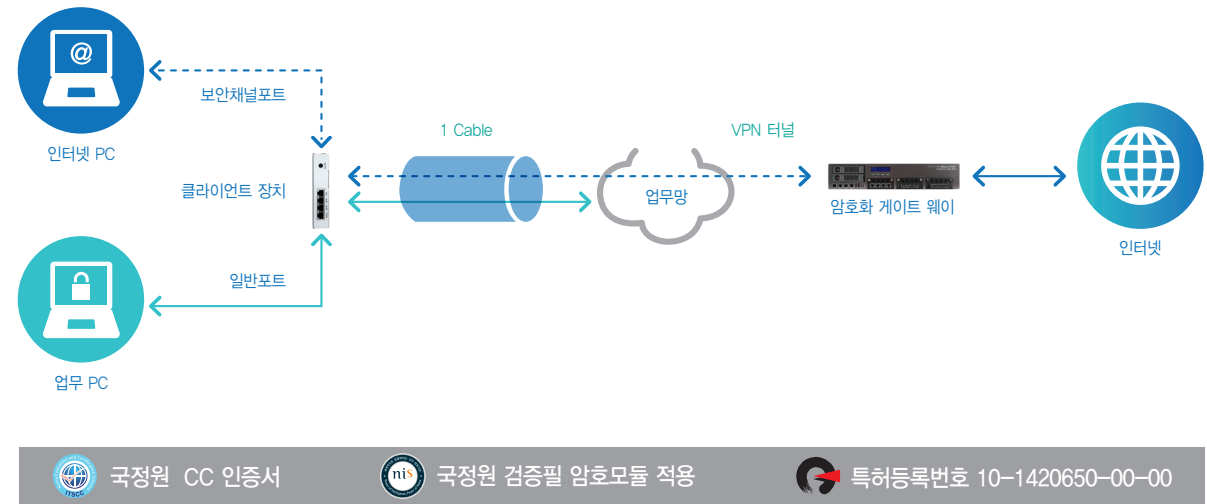 @
보안채널포트
인터넷 PC
1 Cable
VPN 터널
클라이언트 장치
업무망
암호화 게이트 웨이
인터넷
일반포트
업무 PC
ITSCC
국정원 CC 인증서
nis
국정원 검증필 암호모듈 적용
특허등록번호 10-1420650-00-00